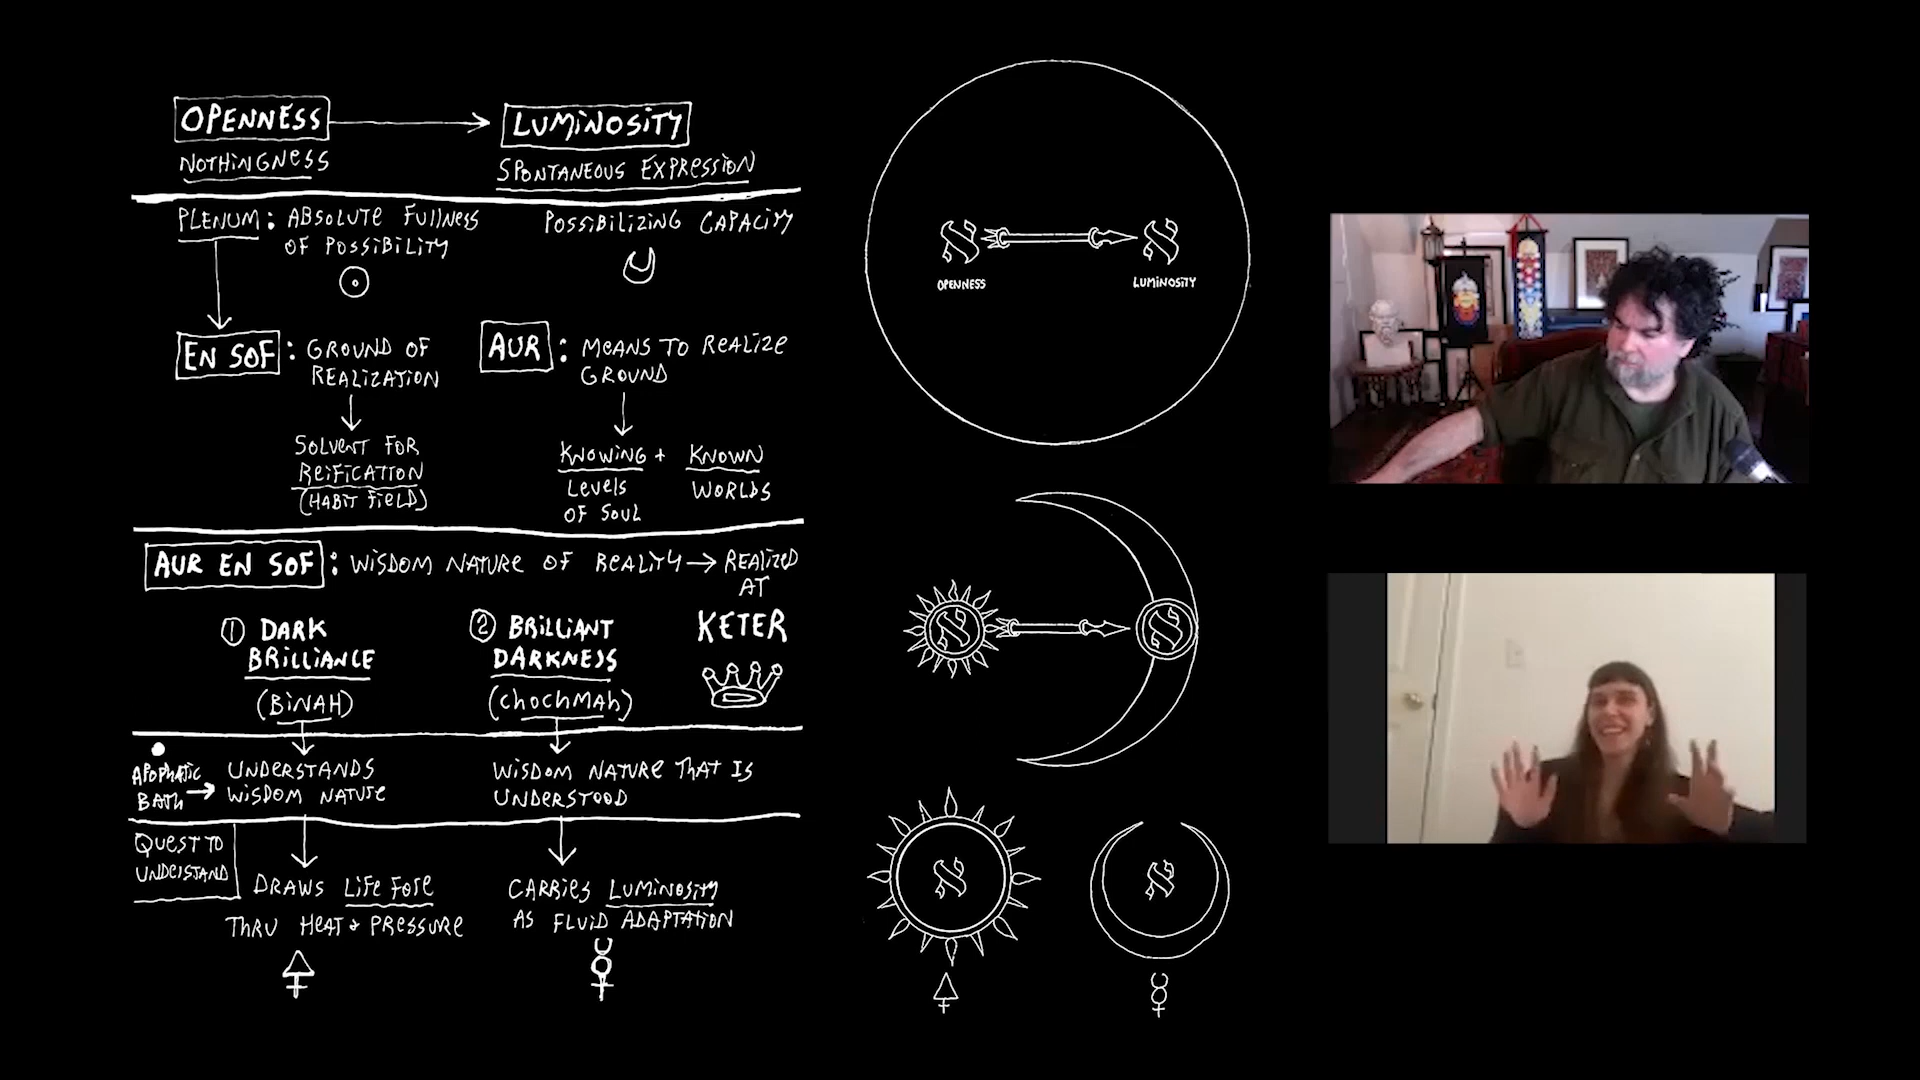 OPENNESS
NOTHINGNESS
LUMINOSITY
SPONTANEOUS EXPRESSION
PLENUM: ABSOLUTE FULLNESS
OF POSSIBILITY
POSSIBILIZING CAPACITY
EN SOF: GROUND OF
REALIZATION
AUR: MEANS TO REALIZE
GROUND
SOLVENT FOR
REIFICATION
(HABIT FIELD)
KNOWING + KNOWN
LEVELS
OF SOUL
WORLDS
AUR EN SOF: WISDOM NATURE OF REALITY → REALIZED
AT
KETER
① DARK
BRILLIANCE
(BINAH)
② BRILLIANT
DARKNESS
(CHOCHMAH)
APOPHATIC
BATH →
UNDERSTANDS
WISDOM NATURE
WISDOM NATURE THAT IS
UNDERSTOOD
QUEST TO
UNDERSTAND
DRAWS LIFE FORE
THRU HEAT + PRESSURE
CARRIES LUMINOSITY
AS FLUID ADAPTATION
א א
OPENNESS LUMINOSITY
א א
א א